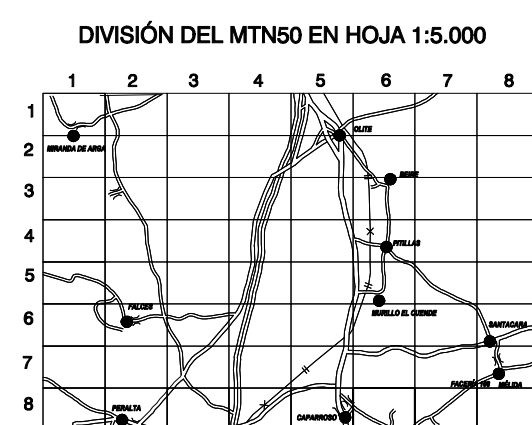 DIVISIÓN DEL MTN50 EN HOJA 1:5.000
1 2 3 4 5 6 7 8
1
OLITE
2
MIRANDA DE ARGA
BEIRE
3
4
PITILLAS
5
FALCES
MURILLO EL CUENDE
6
SANTACARA
7
MÉLIDA
8
PERALTA
CAPARROSO